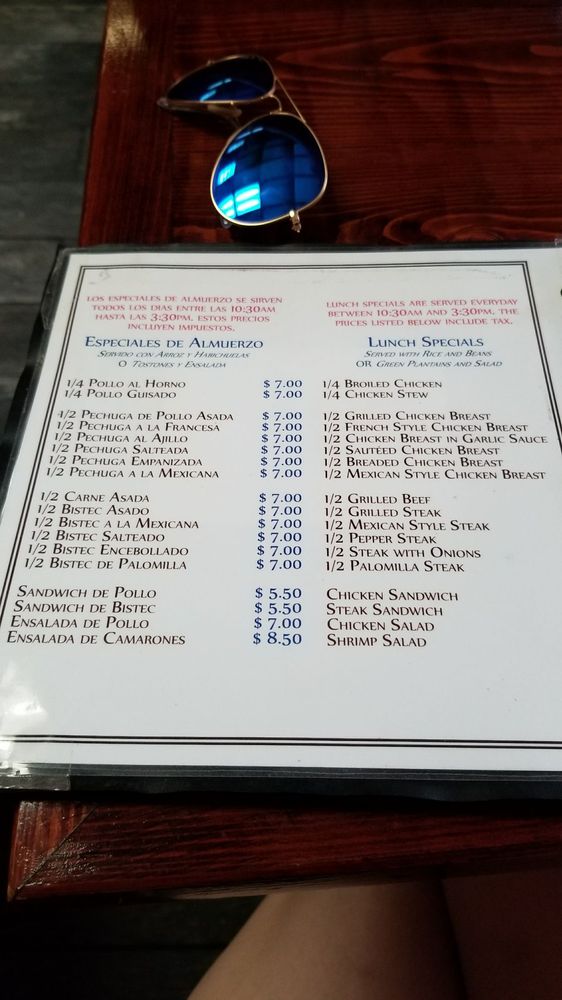 LOS ESPECIALES DE ALMUERZO SE SIRVEN
TODOS LOS DIAS ENTRE LAS 10:30AM
HASTA LAS 3:30PM. ESTOS PRECIOS
INCLUYEN IMPUESTOS.
ESPECIALES DE ALMUERZO
SERVIDO CON ARROZ Y HABICHUELAS
O TOSTONES Y ENSALADA
LUNCH SPECIALS ARE SERVED EVERYDAY
BETWEEN 10:30AM AND 3:30PM. THE
PRICES LISTED BELOW INCLUDE TAX.
LUNCH SPECIALS
SERVED WITH RICE AND BEANS
OR GREEN PLANTAINS AND SALAD
1/4 POLLO AL HORNO $ 7.00 1/4 BROILED CHICKEN
1/4 POLLO GUISADO $ 7.00 1/4 CHICKEN STEW
1/2 PECHUGA DE POLLO ASADA $ 7.00 1/2 GRILLED CHICKEN BREAST
1/2 PECHUGA A LA FRANCESA $ 7.00 1/2 FRENCH STYLE CHICKEN BREAST
1/2 PECHUGA AL AJILLO $ 7.00 1/2 CHICKEN BREAST IN GARLIC SAUCE
1/2 PECHUGA SALTEADA $ 7.00 1/2 SAUTÉED CHICKEN BREAST
1/2 PECHUGA EMPANIZADA $ 7.00 1/2 BREADED CHICKEN BREAST
1/2 PECHUGA A LA MEXICANA $ 7.00 1/2 MEXICAN STYLE CHICKEN BREAST
1/2 CARNE ASADA $ 7.00 1/2 GRILLED BEEF
1/2 BISTEC ASADO $ 7.00 1/2 GRILLED STEAK
1/2 BISTEC A LA MEXICANA $ 7.00 1/2 MEXICAN STYLE STEAK
1/2 BISTEC SALTEADO $ 7.00 1/2 PEPPER STEAK
1/2 BISTEC ENCEBOLLADO $ 7.00 1/2 STEAK WITH ONIONS
1/2 BISTEC DE PALOMILLA $ 7.00 1/2 PALOMILLA STEAK
SANDWICH DE POLLO $ 5.50 CHICKEN SANDWICH
SANDWICH DE BISTEC $ 5.50 STEAK SANDWICH
ENSALADA DE POLLO $ 7.00 CHICKEN SALAD
ENSALADA DE CAMARONES $ 8.50 SHRIMP SALAD